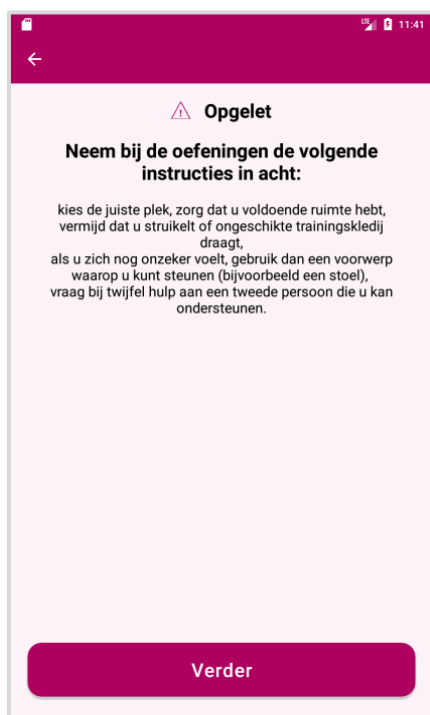 LTE 11:41
Opgelet
Neem bij de oefeningen de volgende
instructies in acht:
kies de juiste plek, zorg dat u voldoende ruimte hebt,
vermijd dat u struikelt of ongeschikte trainingskledij
draagt,
als u zich nog onzeker voelt, gebruik dan een voorwerp
waarop u kunt steunen (bijvoorbeeld een stoel),
vraag bij twijfel hulp aan een tweede persoon die u kan
ondersteunen.
Verder